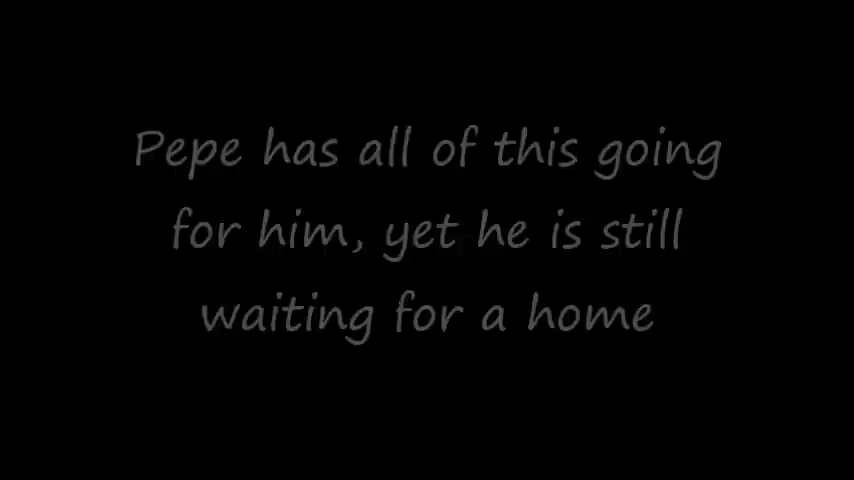 Pepe has all of this going
for him, yet he is still
waiting for a home